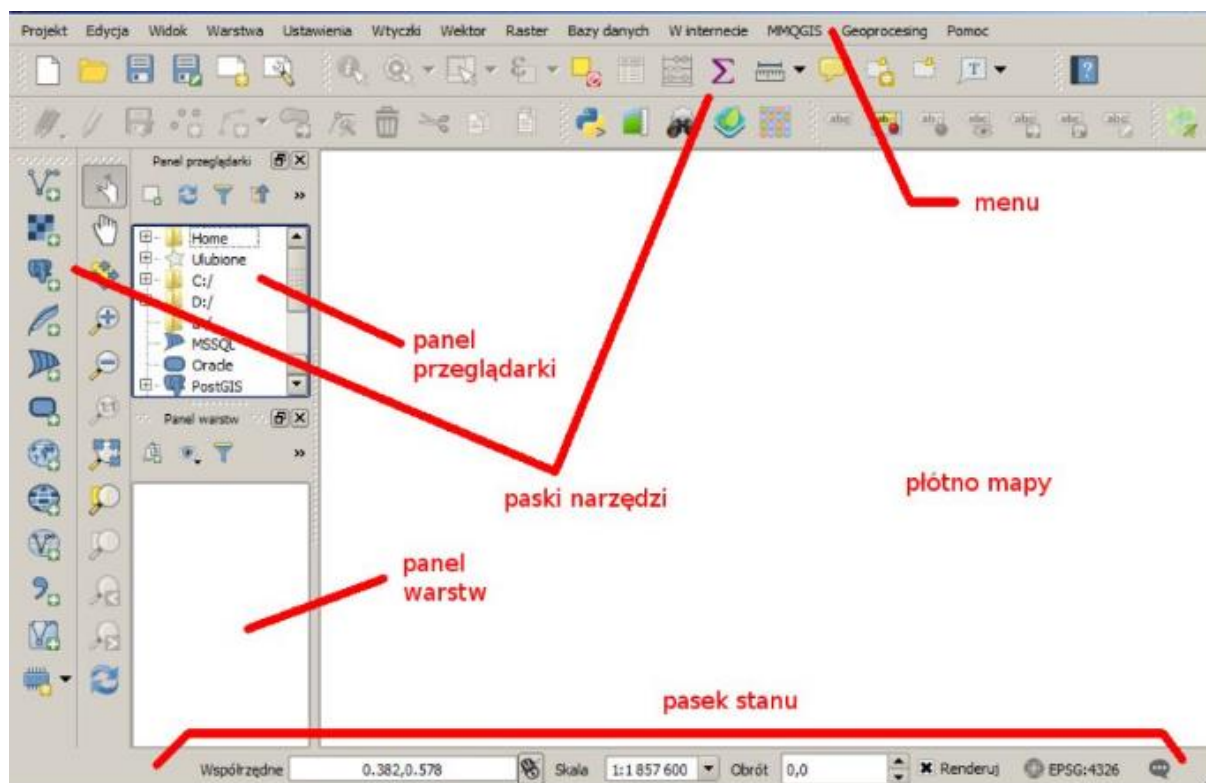 Projekt Edycja Widok Warstwa Ustawienia Wtyczki Wektor Raster Bazy danych W internecie MMQGIS Geoprocesing Pomoc
abc
Panel przeglądarki
menu
Home
Ulubione
C:/
D:/
MSSQL
Oracle
PostGIS
panel
przeglądarki
Panel warstw
paski narzędzi
płótno mapy
panel
warstw
pasek stanu
Współrzędne 0.382,0.578 Skala 1:1 857 600 Obrót 0,0 Renderuj EPSG:4326